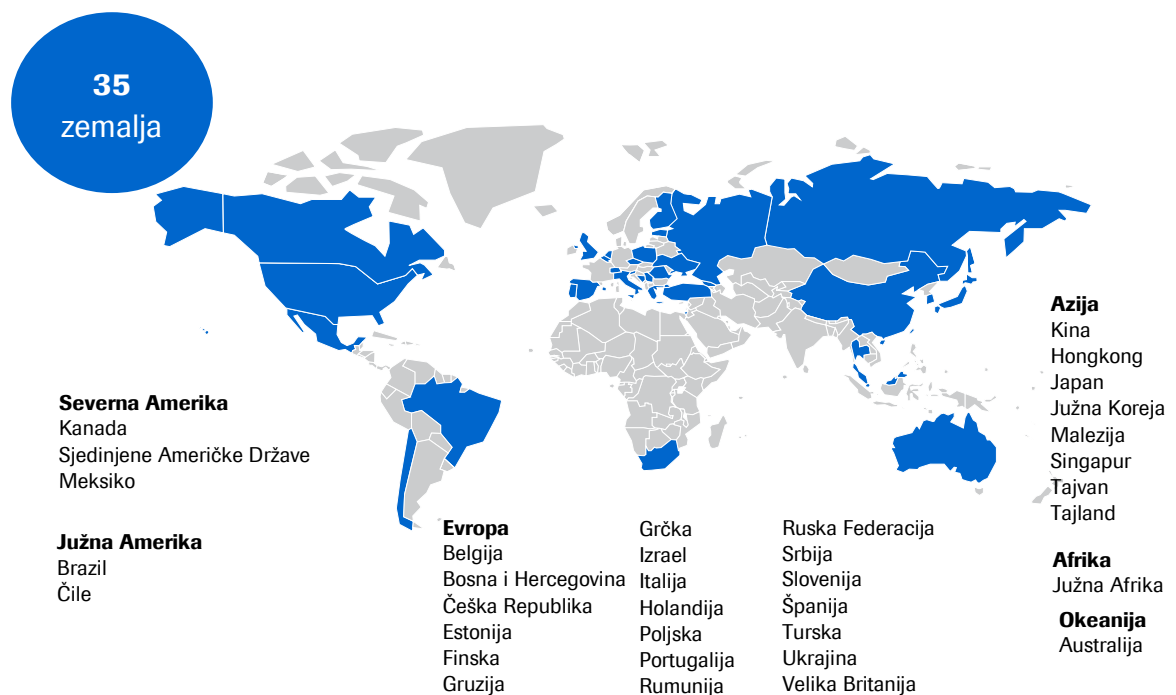 35
zemalja
Severna Amerika
Kanada
Sjedinjene Američke Države
Meksiko
Južna Amerika
Brazil
Čile
Evropa
Belgija
Bosna i Hercegovina
Češka Republika
Estonija
Finska
Gruzija
Grčka
Izrael
Italija
Holandija
Poljska
Portugalija
Rumunija
Ruska Federacija
Srbija
Slovenija
Španija
Turska
Ukrajina
Velika Britanija
Azija
Kina
Hongkong
Japan
Južna Koreja
Malezija
Singapur
Tajvan
Tajland
Afrika
Južna Afrika
Okeanija
Australija